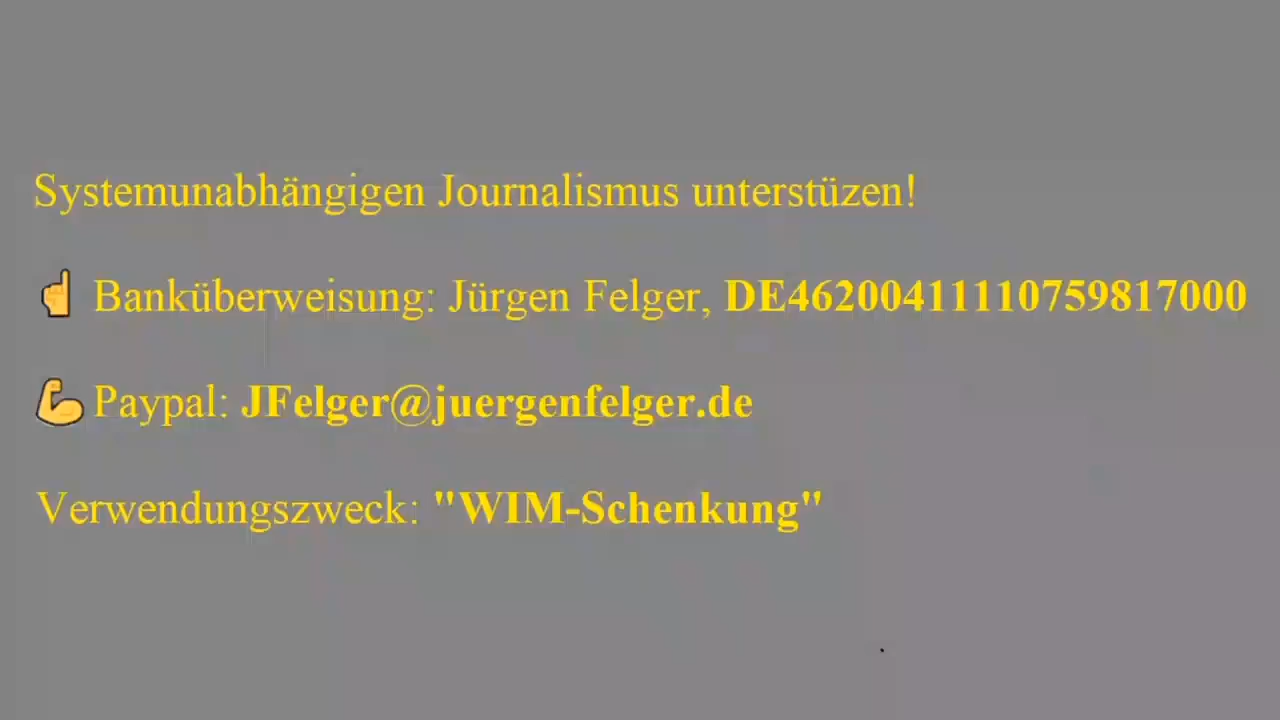 Systemunabhängigen Journalismus unterstüzen!
☝ Banküberweisung: Jürgen Felger, DE46200411110759817000
💪 Paypal: JFelger@juergenfelger.de
Verwendungszweck: "WIM-Schenkung"